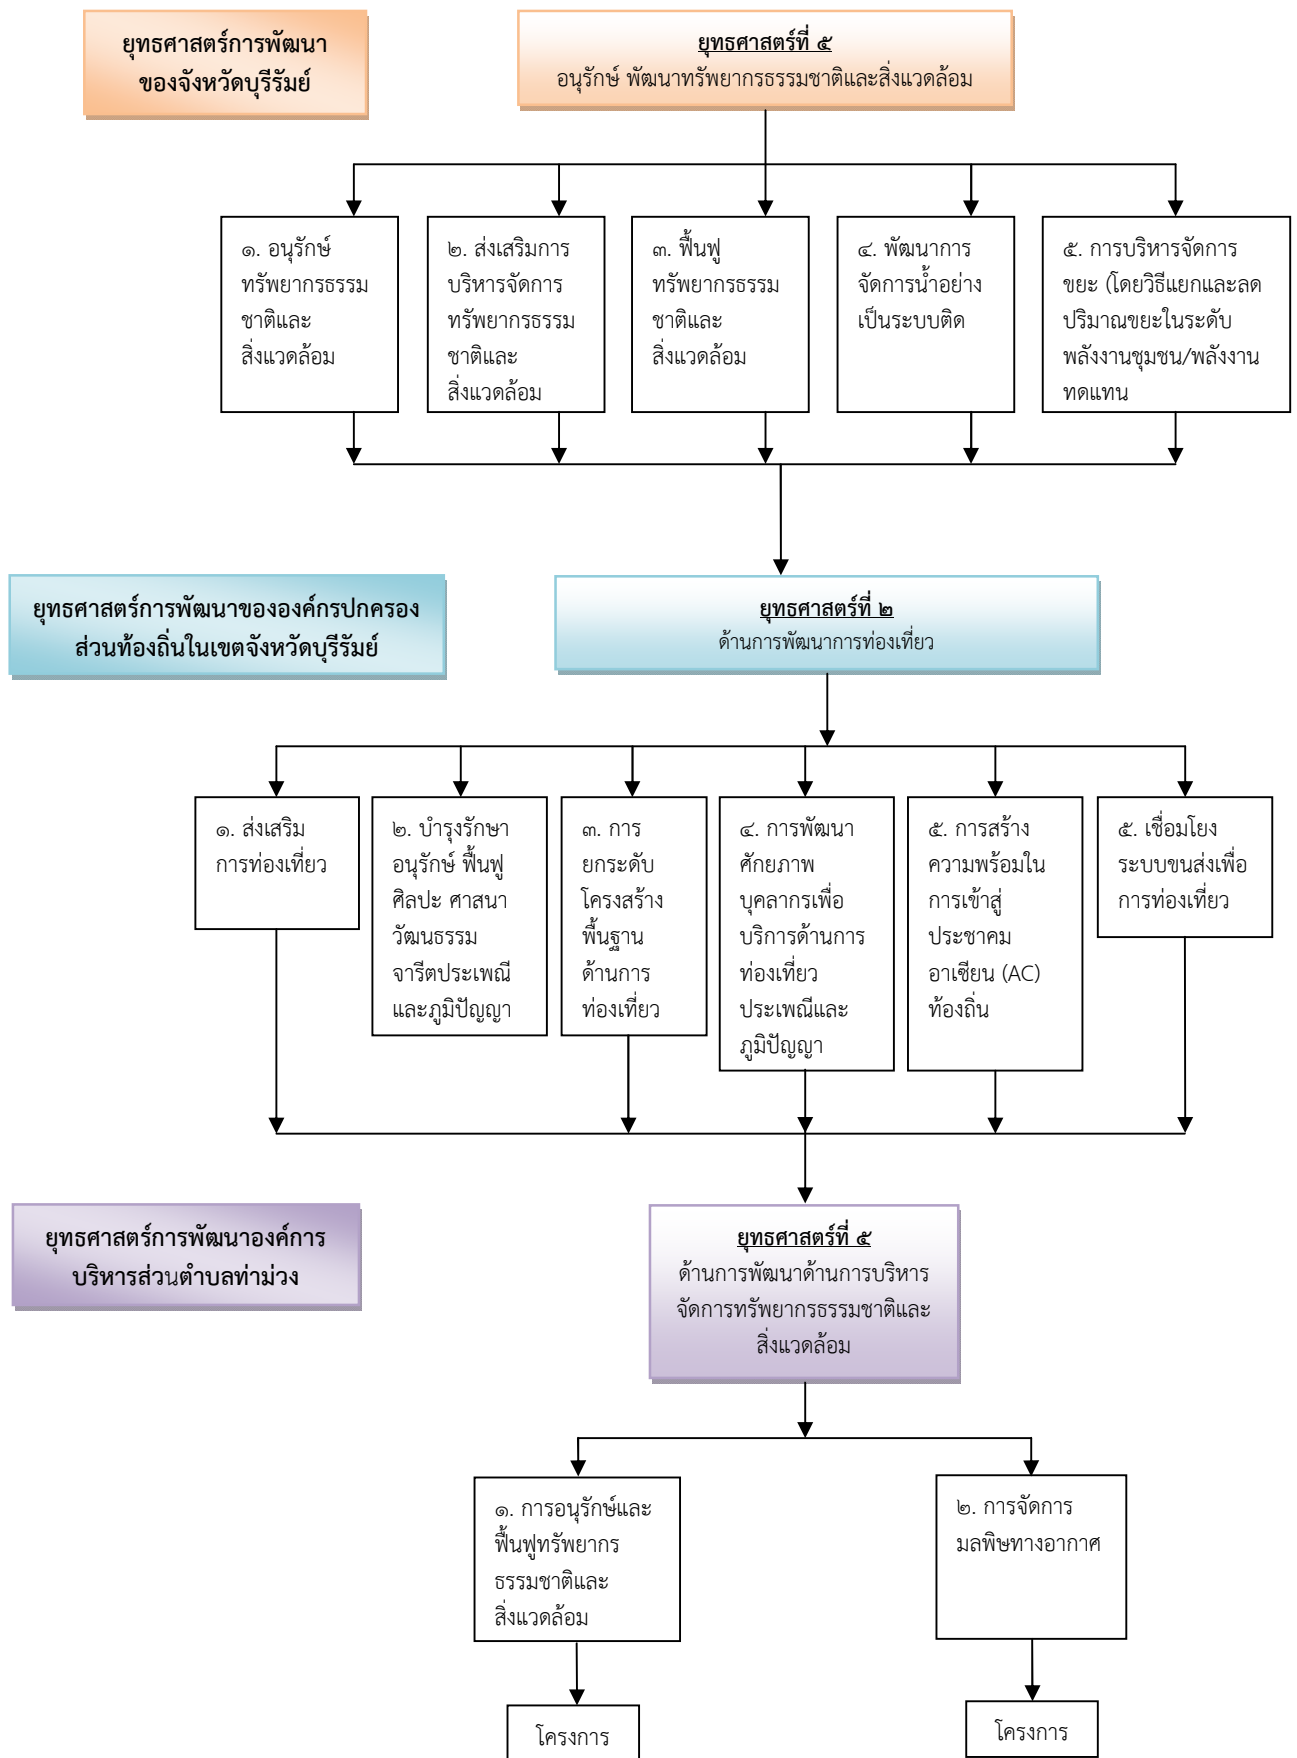 ยุทธศาสตร์การพัฒนา
ของจังหวัดบุรีรัมย์
ยุทธศาสตร์ที่ ๕
อนุรักษ์ พัฒนาทรัพยากรธรรมชาติและสิ่งแวดล้อม
๑. อนุรักษ์
ทรัพยากรธรรม
ชาติและ
สิ่งแวดล้อม
๒. ส่งเสริมการ
บริหารจัดการ
ทรัพยากรธรรม
ชาติและ
สิ่งแวดล้อม
๓. ฟื้นฟู
ทรัพยากรธรรม
ชาติและ
สิ่งแวดล้อม
๔. พัฒนาการ
จัดการน้ำอย่าง
เป็นระบบติด
๕. การบริหารจัดการ
ขยะ (โดยวิธีแยกและลด
ปริมาณขยะในระดับ
พลังงานชุมชน/พลังงาน
ทดแทน
ยุทธศาสตร์การพัฒนาขององค์กรปกครอง
ส่วนท้องถิ่นในเขตจังหวัดบุรีรัมย์
ยุทธศาสตร์ที่ ๒
ด้านการพัฒนาการท่องเที่ยว
๑. ส่งเสริม
การท่องเที่ยว
๒. บำรุงรักษา
อนุรักษ์ ฟื้นฟู
ศิลปะ ศาสนา
วัฒนธรรม
จารีตประเพณี
และภูมิปัญญา
๓. การ
ยกระดับ
โครงสร้าง
พื้นฐาน
ด้านการ
ท่องเที่ยว
๔. การพัฒนา
ศักยภาพ
บุคลากรเพื่อ
บริการด้านการ
ท่องเที่ยว
ประเพณีและ
ภูมิปัญญา
๕. การสร้าง
ความพร้อมใน
การเข้าสู่
ประชาคม
อาเซียน (AC)
ท้องถิ่น
๕. เชื่อมโยง
ระบบขนส่งเพื่อ
การท่องเที่ยว
ยุทธศาสตร์การพัฒนาองค์การ
บริหารส่วนตำบลท่าม่วง
ยุทธศาสตร์ที่ ๕
ด้านการพัฒนาด้านการบริหาร
จัดการทรัพยากรธรรมชาติและ
สิ่งแวดล้อม
๑. การอนุรักษ์และ
ฟื้นฟูทรัพยากร
ธรรมชาติและ
สิ่งแวดล้อม
๒. การจัดการ
มลพิษทางอากาศ
โครงการ
โครงการ